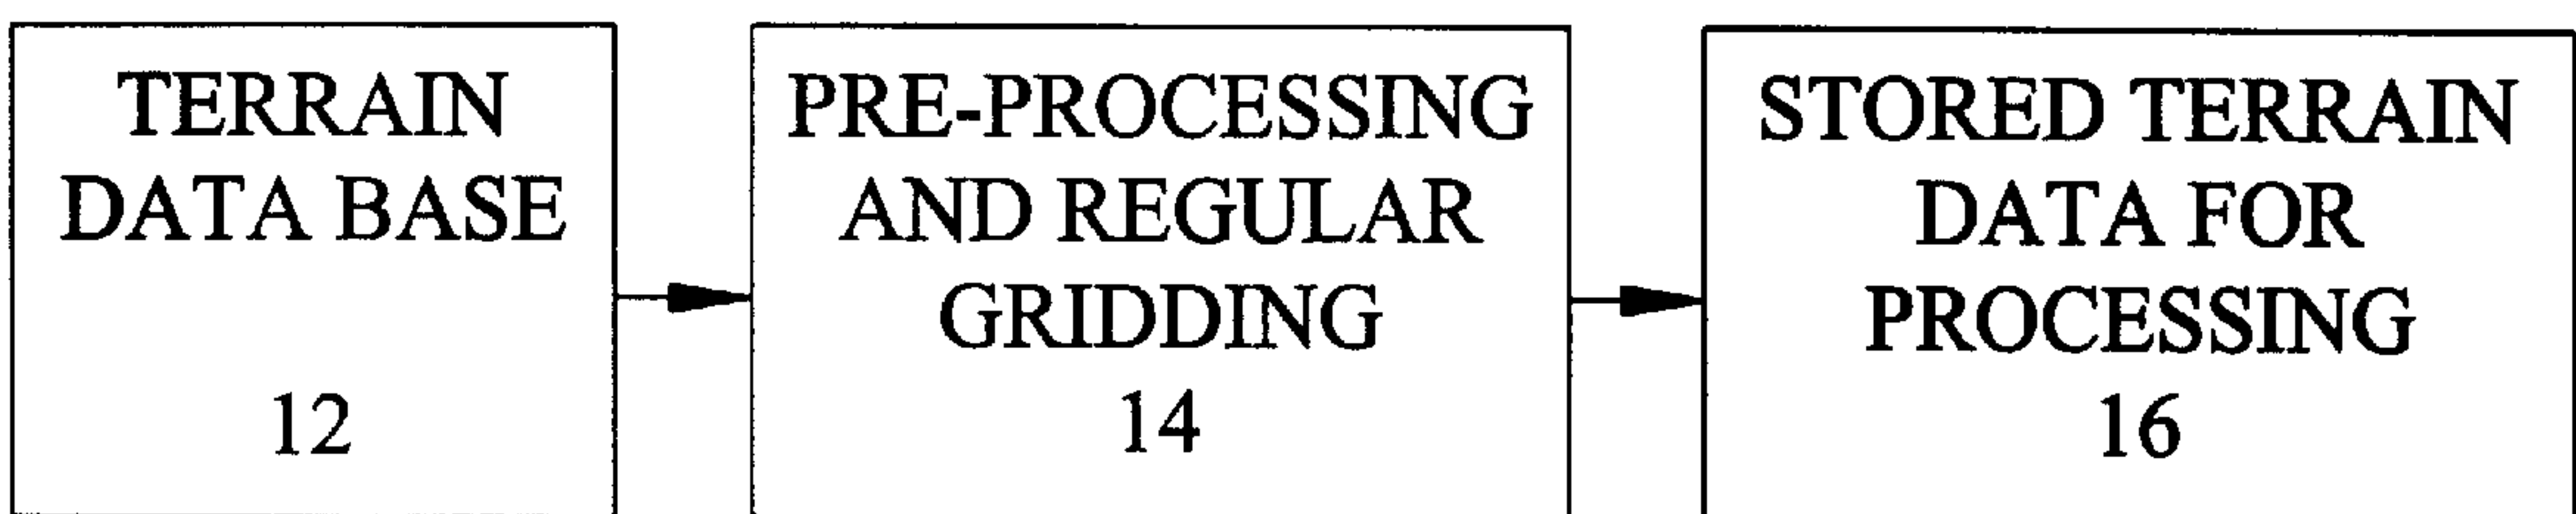 TERRAIN
DATA BASE
12
PRE-PROCESSING
AND REGULAR
GRIDDING
14
STORED TERRAIN
DATA FOR
PROCESSING
16